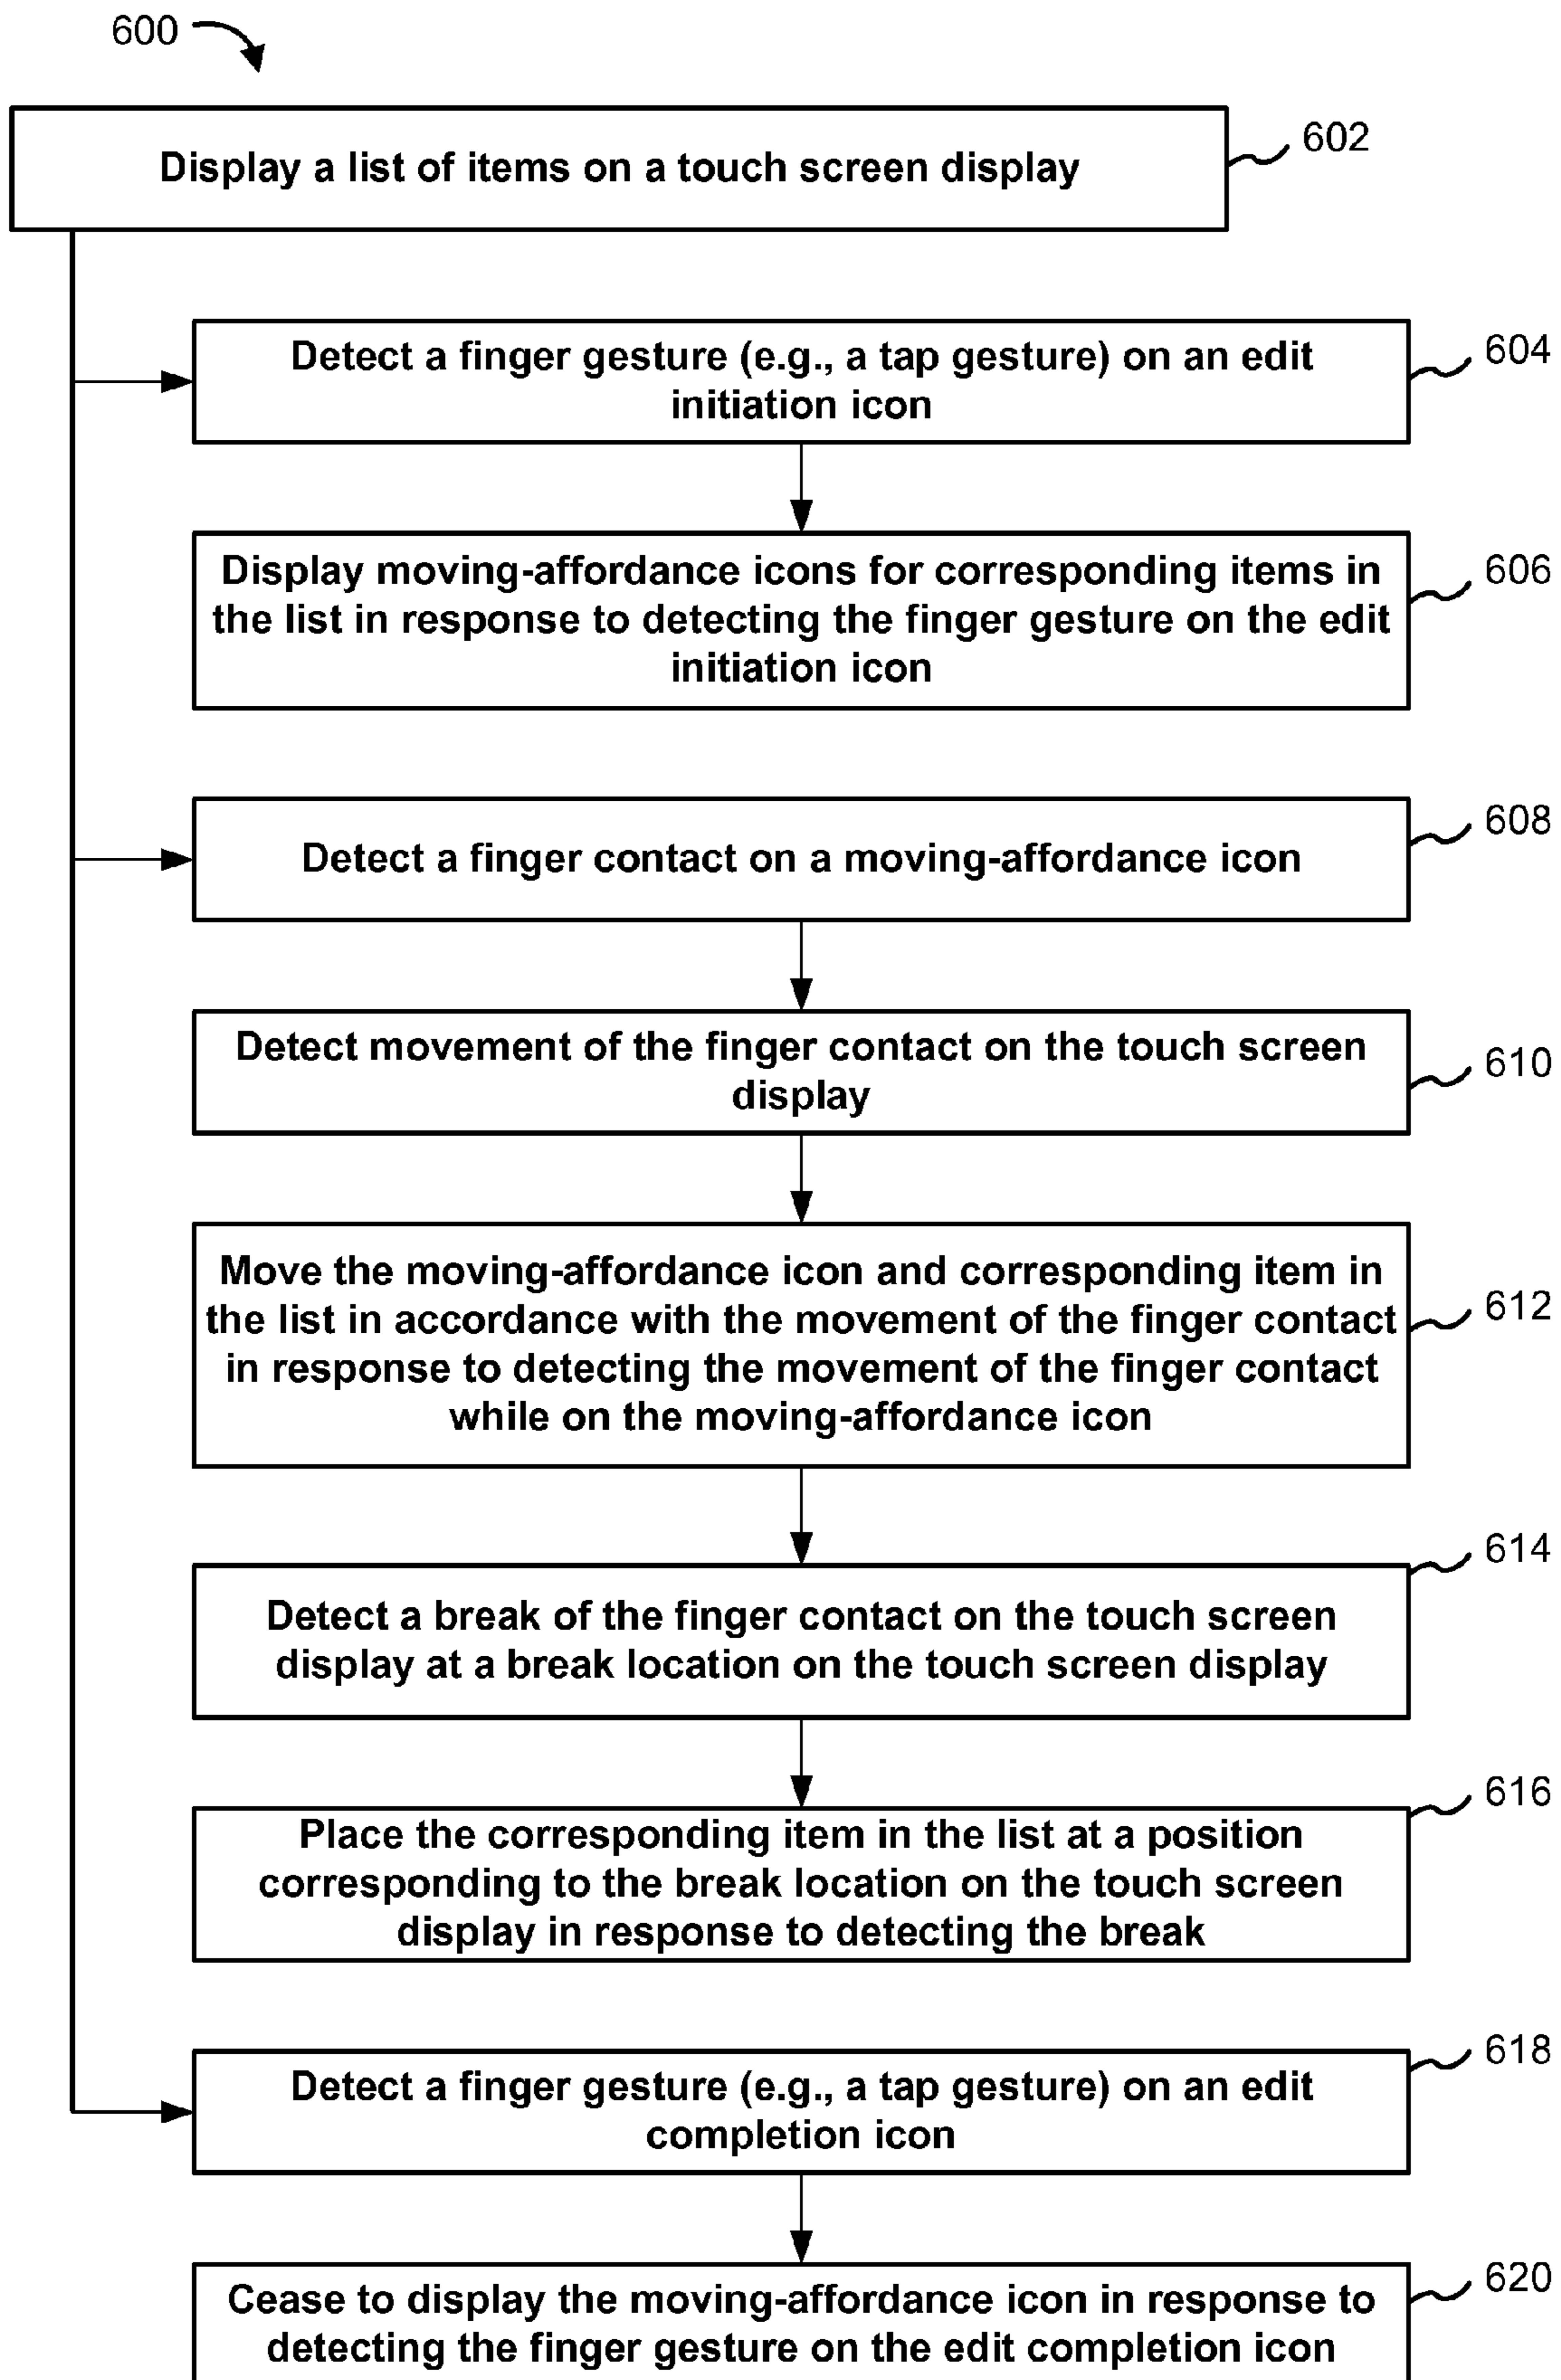 600
Display a list of items on a touch screen display
602
Detect a finger gesture (e.g., a tap gesture) on an edit
initiation icon
604
Display moving-affordance icons for corresponding items in
the list in response to detecting the finger gesture on the edit
initiation icon
606
Detect a finger contact on a moving-affordance icon
608
Detect movement of the finger contact on the touch screen
display
610
Move the moving-affordance icon and corresponding item in
the list in accordance with the movement of the finger contact
in response to detecting the movement of the finger contact
while on the moving-affordance icon
612
Detect a break of the finger contact on the touch screen
display at a break location on the touch screen display
614
Place the corresponding item in the list at a position
corresponding to the break location on the touch screen
display in response to detecting the break
616
Detect a finger gesture (e.g., a tap gesture) on an edit
completion icon
618
Cease to display the moving-affordance icon in response to
detecting the finger gesture on the edit completion icon
620